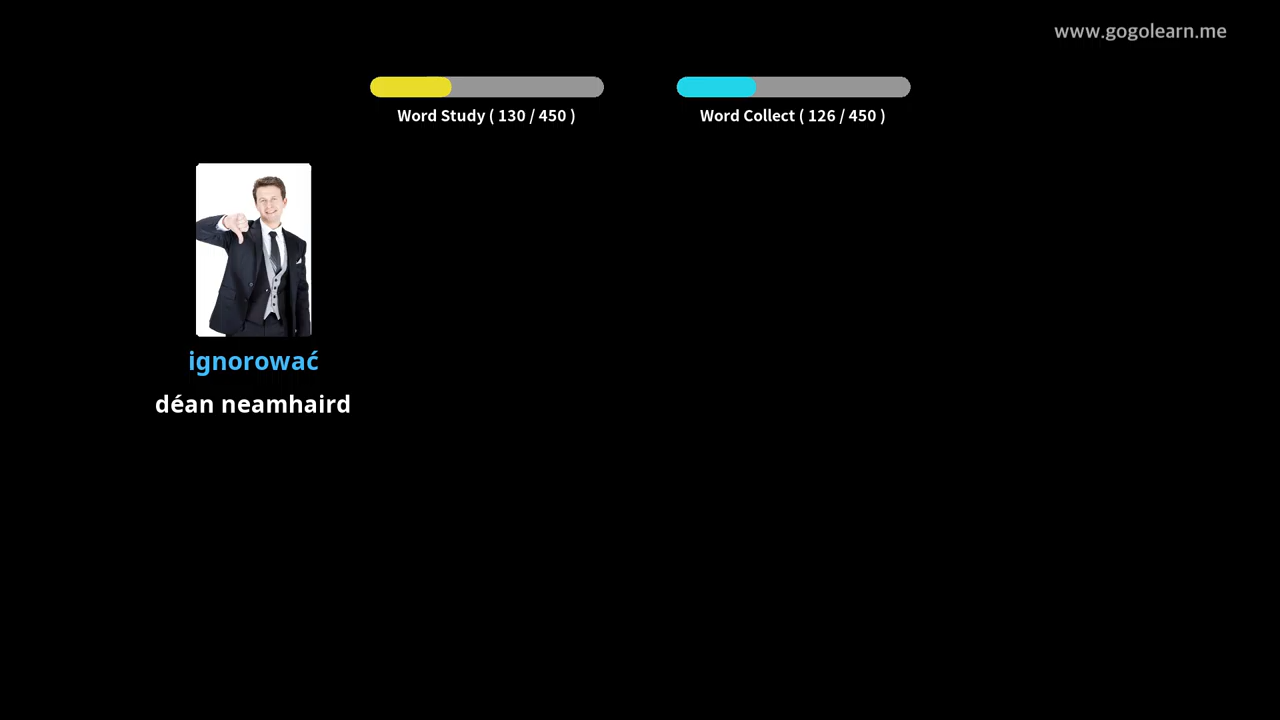 www.gogolearn.me
Word Study ( 130 / 450 )
Word Collect ( 126 / 450 )
ignorować
déan neamhaird